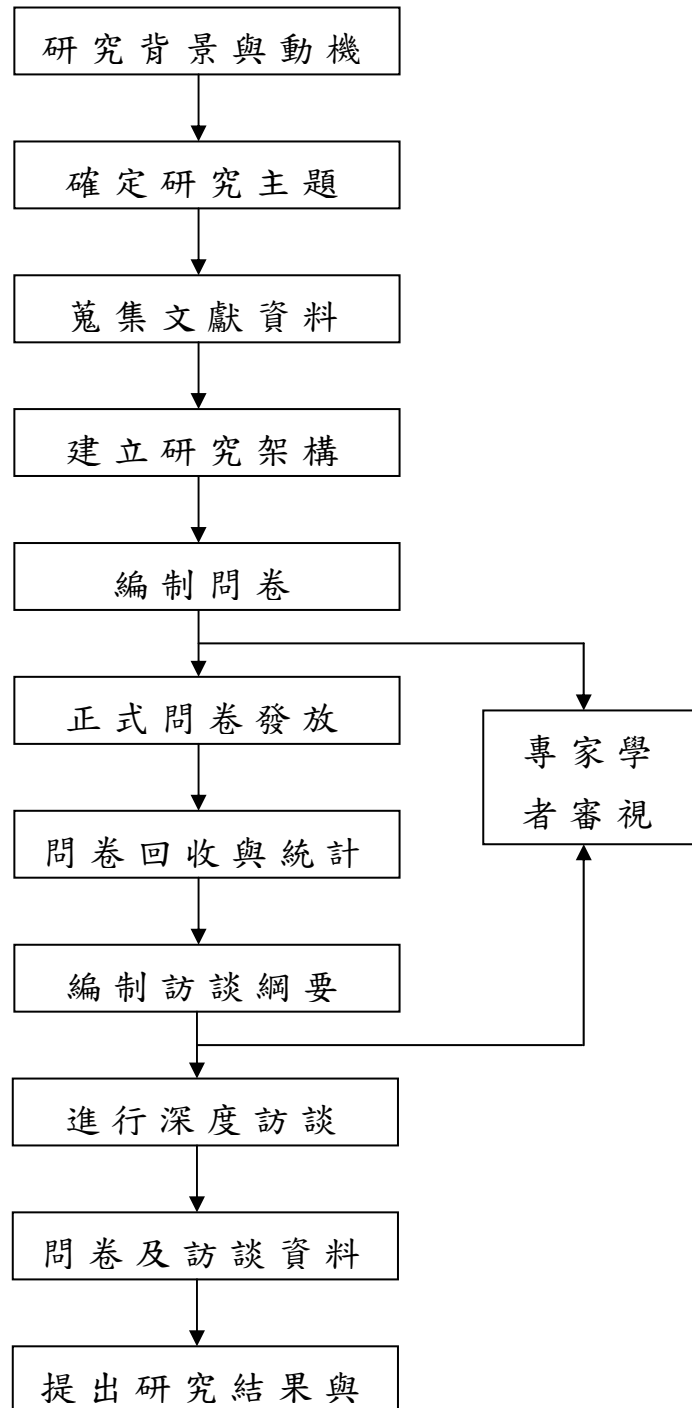 研究背景與動機
確定研究主題
蒐集文獻資料
建立研究架構
編制問卷
正式問卷發放
專家學
者審視
問卷回收與統計
編制訪談綱要
進行深度訪談
問卷及訪談資料
提出研究結果與